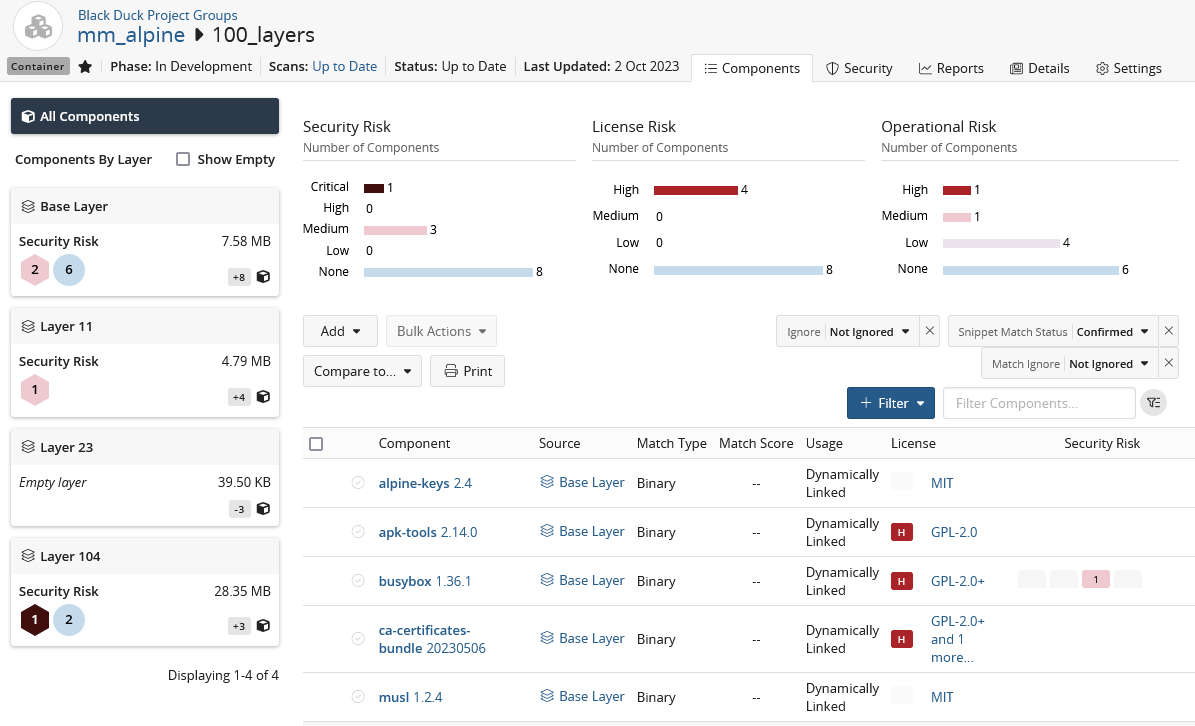 Black Duck Project Groups
mm_alpine 100_layers
Container Phase: In Development Scans: Up to Date Status: Up to Date Last Updated: 2 Oct 2023 Components Security Reports Details Settings
All Components
Components By Layer Show Empty
Base Layer
Security Risk 7.58 MB
2 6
+8
Layer 11
Security Risk 4.79 MB
1
+4
Layer 23
Empty layer 39.50 KB
-3
Layer 104
Security Risk 28.35 MB
1 2
+3
Displaying 1-4 of 4
Security Risk
Number of Components
Critical 1
High 0
Medium 3
Low 0
None 8
License Risk
Number of Components
High 4
Medium 0
Low 0
None 8
Operational Risk
Number of Components
High 1
Medium 1
Low 4
None 6
Add Bulk Actions
Compare to... Print
Ignore Not Ignored Snippet Match Status Confirmed
Match Ignore Not Ignored
+ Filter Filter Components...
Component Source Match Type Match Score Usage License Security Risk
alpine-keys 2.4 Base Layer Binary -- Dynamically Linked MIT
apk-tools 2.14.0 Base Layer Binary -- Dynamically Linked H GPL-2.0
busybox 1.36.1 Base Layer Binary -- Dynamically Linked H GPL-2.0+ 1
ca-certificates-bundle 20230506 Base Layer Binary -- Dynamically Linked H GPL-2.0+ and 1 more...
musl 1.2.4 Base Layer Binary -- Dynamically Linked MIT